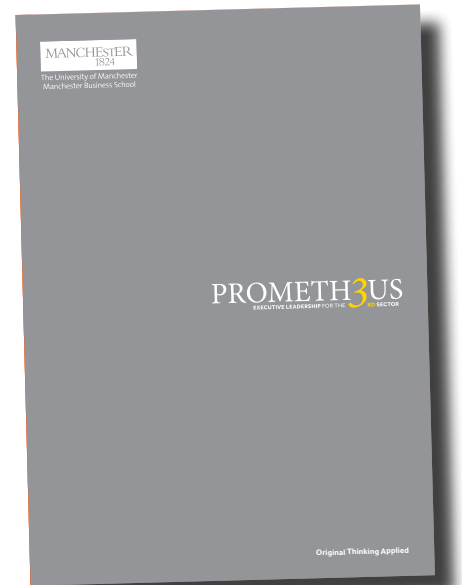 MANCHESTER
1824
The University of Manchester
Manchester Business School
PROMETH3US
EXECUTIVE LEADERSHIP FOR THE 3RD SECTOR
Original Thinking Applied